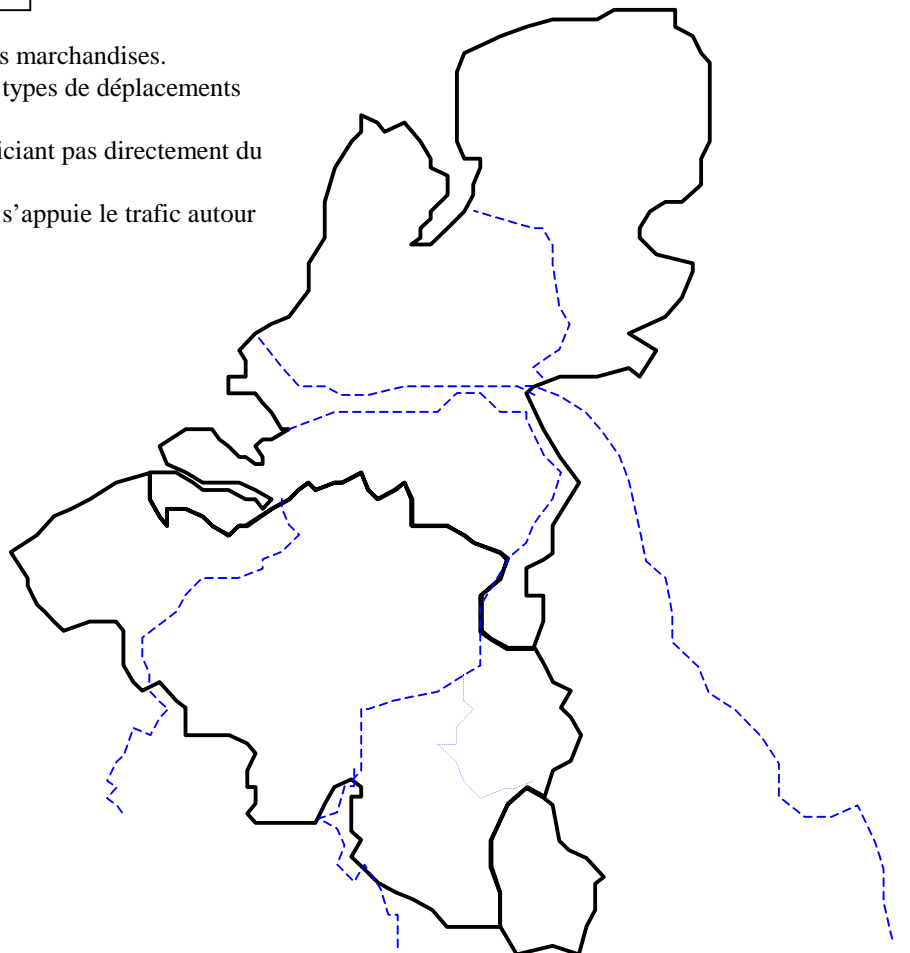 s marchandises.
types de déplacements
iciant pas directement du
s’appuie le trafic autour